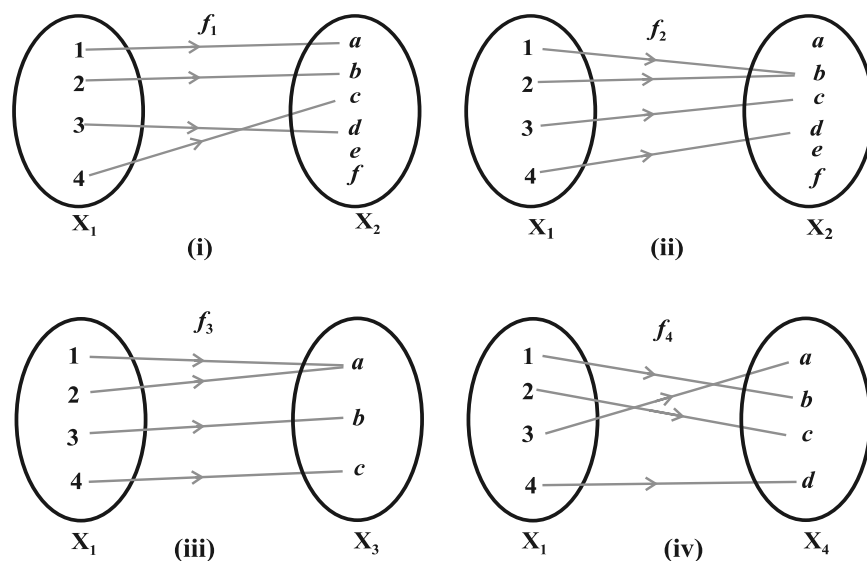 f₁
1 a
2 b
c
3 d
e
4 f
X₁ X₂
(i)
f₂
1 a
2 b
3 c
d
4 e
f
X₁ X₂
(ii)
f₃
1 a
2
3 b
4 c
X₁ X₃
(iii)
f₄
1 a
2 b
3 c
4 d
X₁ X₄
(iv)